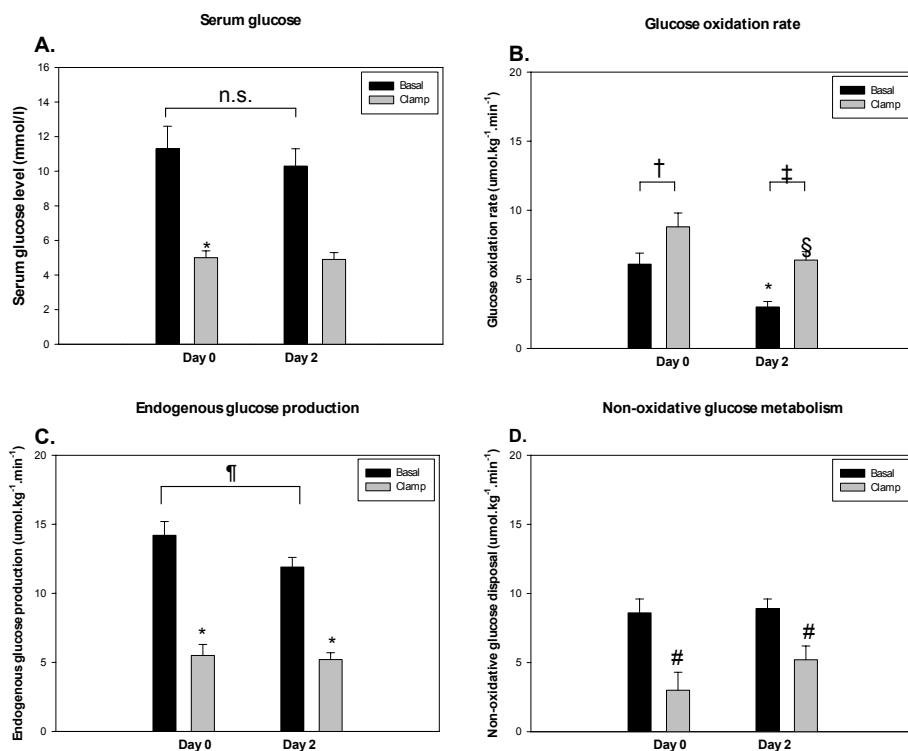 Serum glucose
A.
Serum glucose level (mmol/l)
16
14
12
10
8
6
4
2
0
Basal
Clamp
n.s.
*
Day 0
Day 2
Glucose oxidation rate
B.
Glucose oxidation rate (umol.kg⁻¹.min⁻¹)
20
15
10
5
0
Basal
Clamp
†
‡
*
§
Day 0
Day 2
Endogenous glucose production
C.
Endogenous glucose production (umol.kg⁻¹.min⁻¹)
20
15
10
5
0
Basal
Clamp
¶
*
*
Day 0
Day 2
Non-oxidative glucose metabolism
D.
Non-oxidative glucose disposal (umol.kg⁻¹.min⁻¹)
20
15
10
5
0
Basal
Clamp
#
#
Day 0
Day 2